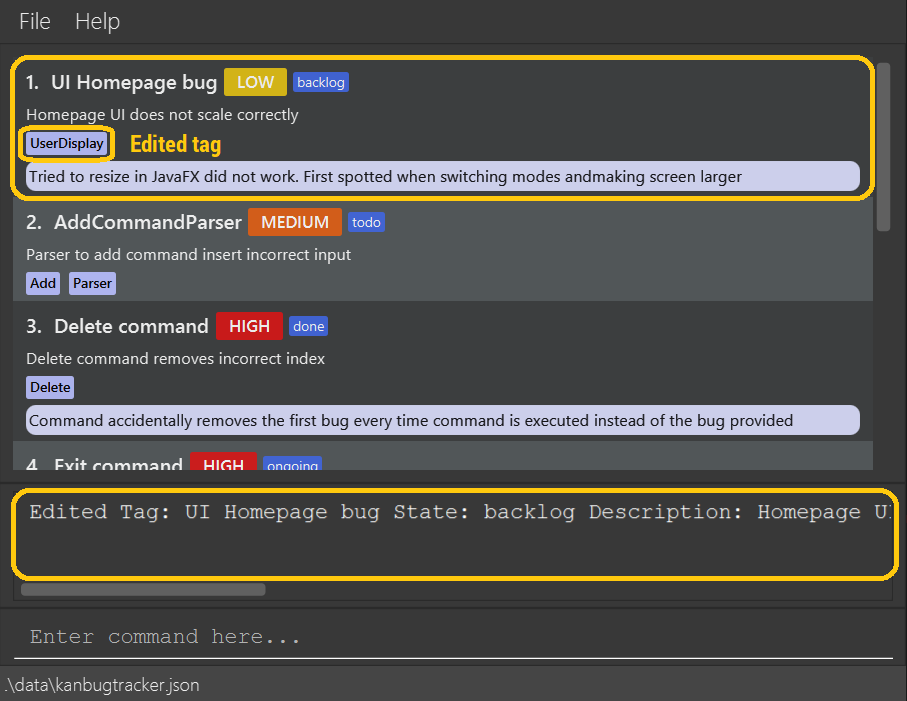 File Help
1. UI Homepage bug LOW backlog
Homepage UI does not scale correctly
UserDisplay Edited tag
Tried to resize in JavaFX did not work. First spotted when switching modes andmaking screen larger
2. AddCommandParser MEDIUM todo
Parser to add command insert incorrect input
Add Parser
3. Delete command HIGH done
Delete command removes incorrect index
Delete
Command accidentally removes the first bug every time command is executed instead of the bug provided
4. Exit command HIGH ongoing
Edited Tag: UI Homepage bug State: backlog Description: Homepage U
Enter command here...
.\data\kanbugtracker.json